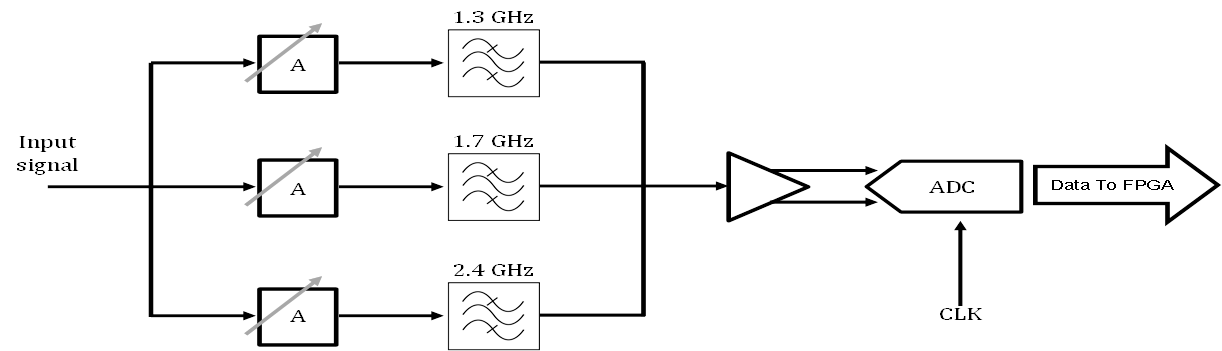 1.3 GHz
A
1.7 GHz
Input
signal
A
ADC
Data To FPGA
2.4 GHz
A
CLK